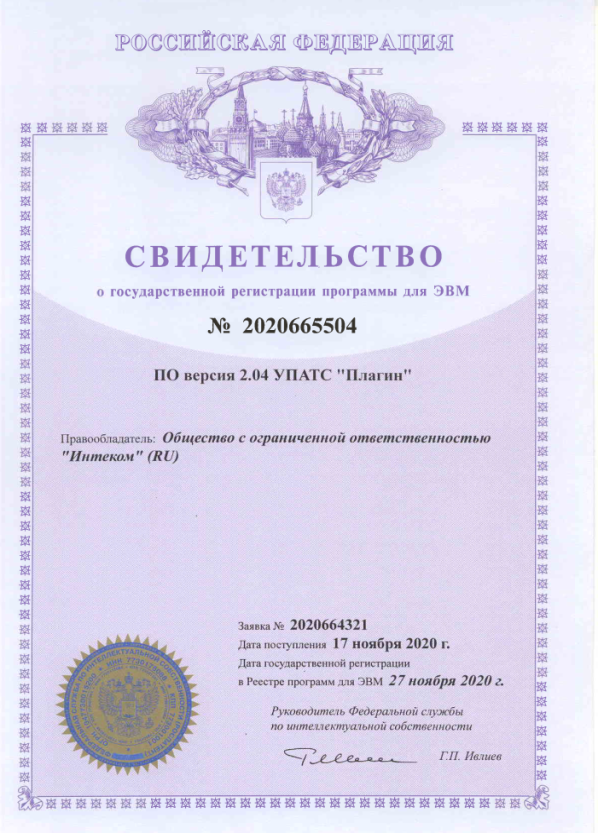 РОССИЙСКАЯ ФЕДЕРАЦИЯ
СВИДЕТЕЛЬСТВО
о государственной регистрации программы для ЭВМ
№ 2020665504
ПО версия 2.04 УПАТС "Плагин"
Правообладатель: Общество с ограниченной ответственностью
"Интеком" (RU)
Заявка № 2020664321
Дата поступления 17 ноября 2020 г.
Дата государственной регистрации
в Реестре программ для ЭВМ 27 ноября 2020 г.
Руководитель Федеральной службы
по интеллектуальной собственности
Г.П. Ивлиев